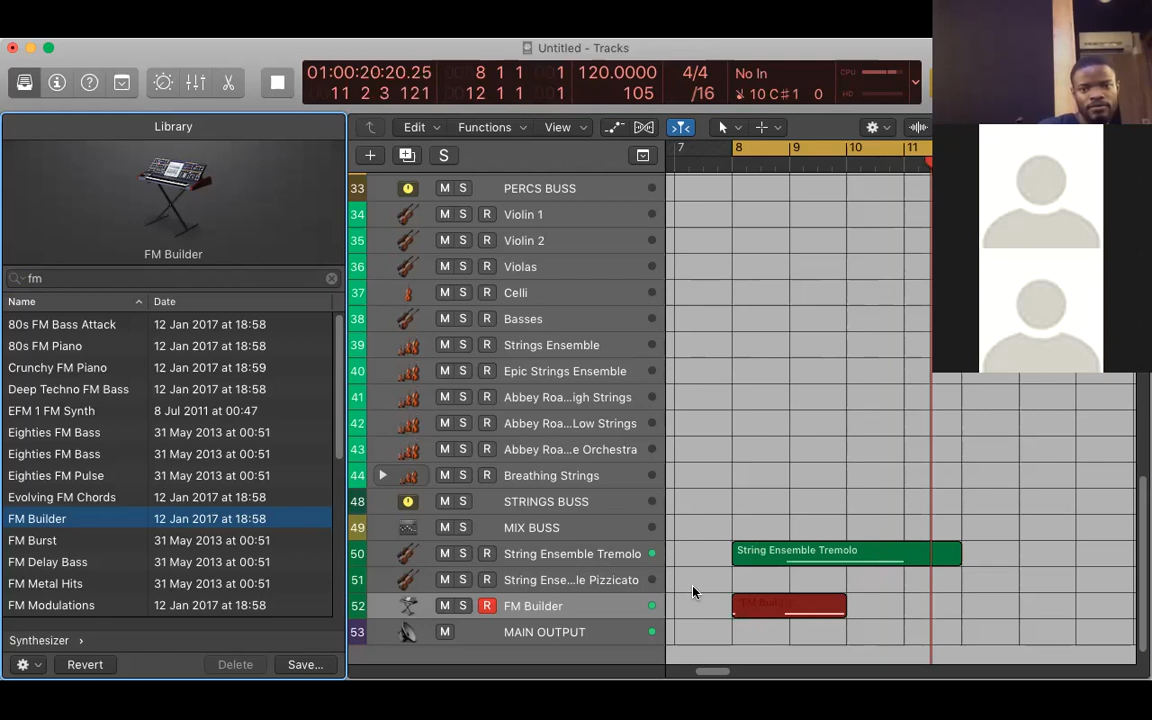 Untitled - Tracks
01:00:20:20.25
11 2 3 121
8 1 1 1
12 1 1 1
120.0000
105
4/4
/16
No In
10 C♯1 0
CPU
HD
Library
FM Builder
fm
Name Date
80s FM Bass Attack 12 Jan 2017 at 18:58
80s FM Piano 12 Jan 2017 at 18:58
Crunchy FM Piano 12 Jan 2017 at 18:59
Deep Techno FM Bass 12 Jan 2017 at 18:58
EFM 1 FM Synth 8 Jul 2011 at 00:47
Eighties FM Bass 31 May 2013 at 00:51
Eighties FM Bass 31 May 2013 at 00:51
Eighties FM Pulse 31 May 2013 at 00:51
Evolving FM Chords 12 Jan 2017 at 18:58
FM Builder 12 Jan 2017 at 18:58
FM Burst 31 May 2013 at 00:51
FM Delay Bass 31 May 2013 at 00:51
FM Metal Hits 31 May 2013 at 00:51
FM Modulations 12 Jan 2017 at 18:58
Synthesizer ›
Revert Delete Save...
Edit Functions View
S
7 8 9 10 11
33 M S PERCS BUSS
34 M S R Violin 1
35 M S R Violin 2
36 M S R Violas
37 M S R Celli
38 M S R Basses
39 M S R Strings Ensemble
40 M S R Epic Strings Ensemble
41 M S R Abbey Roa...igh Strings
42 M S R Abbey Roa...Low Strings
43 M S R Abbey Roa...e Orchestra
44 M S R Breathing Strings
48 M S STRINGS BUSS
49 M S MIX BUSS
50 M S R String Ensemble Tremolo
String Ensemble Tremolo
51 M S R String Ense...le Pizzicato
52 M S R FM Builder
53 M MAIN OUTPUT